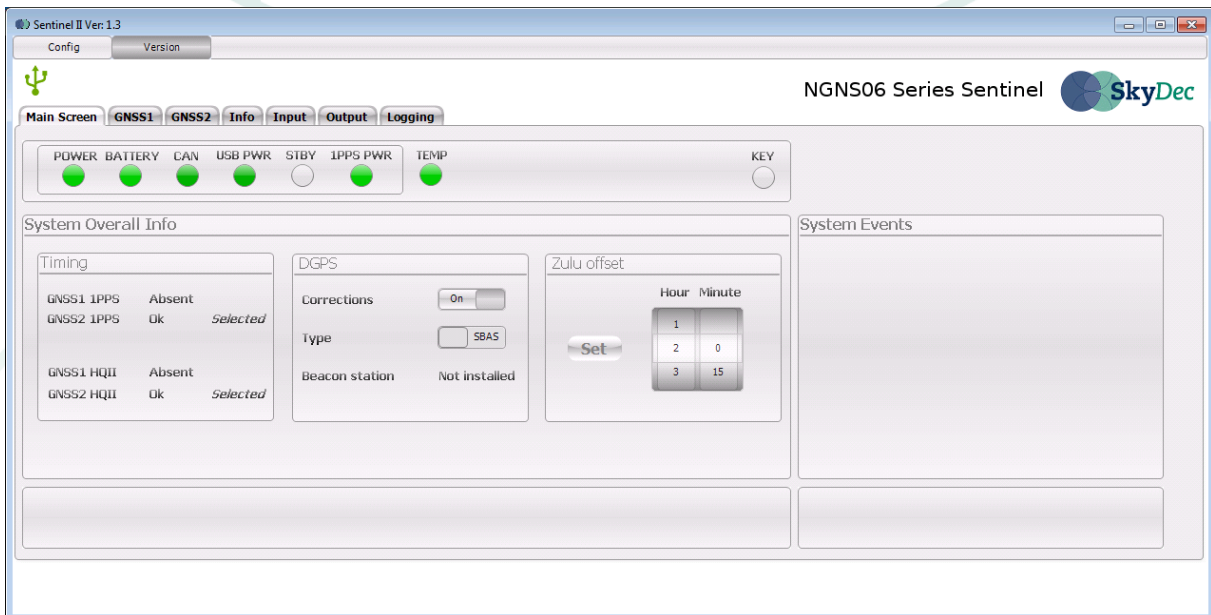 Sentinel II Ver: 1.3
Config Version
NGNS06 Series Sentinel SkyDec
Main Screen GNSS1 GNSS2 Info Input Output Logging
POWER BATTERY CAN USB PWR STBY 1PPS PWR TEMP KEY
System Overall Info
System Events
Timing
GNSS1 1PPS Absent
GNSS2 1PPS Ok Selected
GNSS1 HQII Absent
GNSS2 HQII Ok Selected
DGPS
Corrections On
Type SBAS
Beacon station Not installed
Zulu offset
Hour Minute
1
Set 2 0
3 15